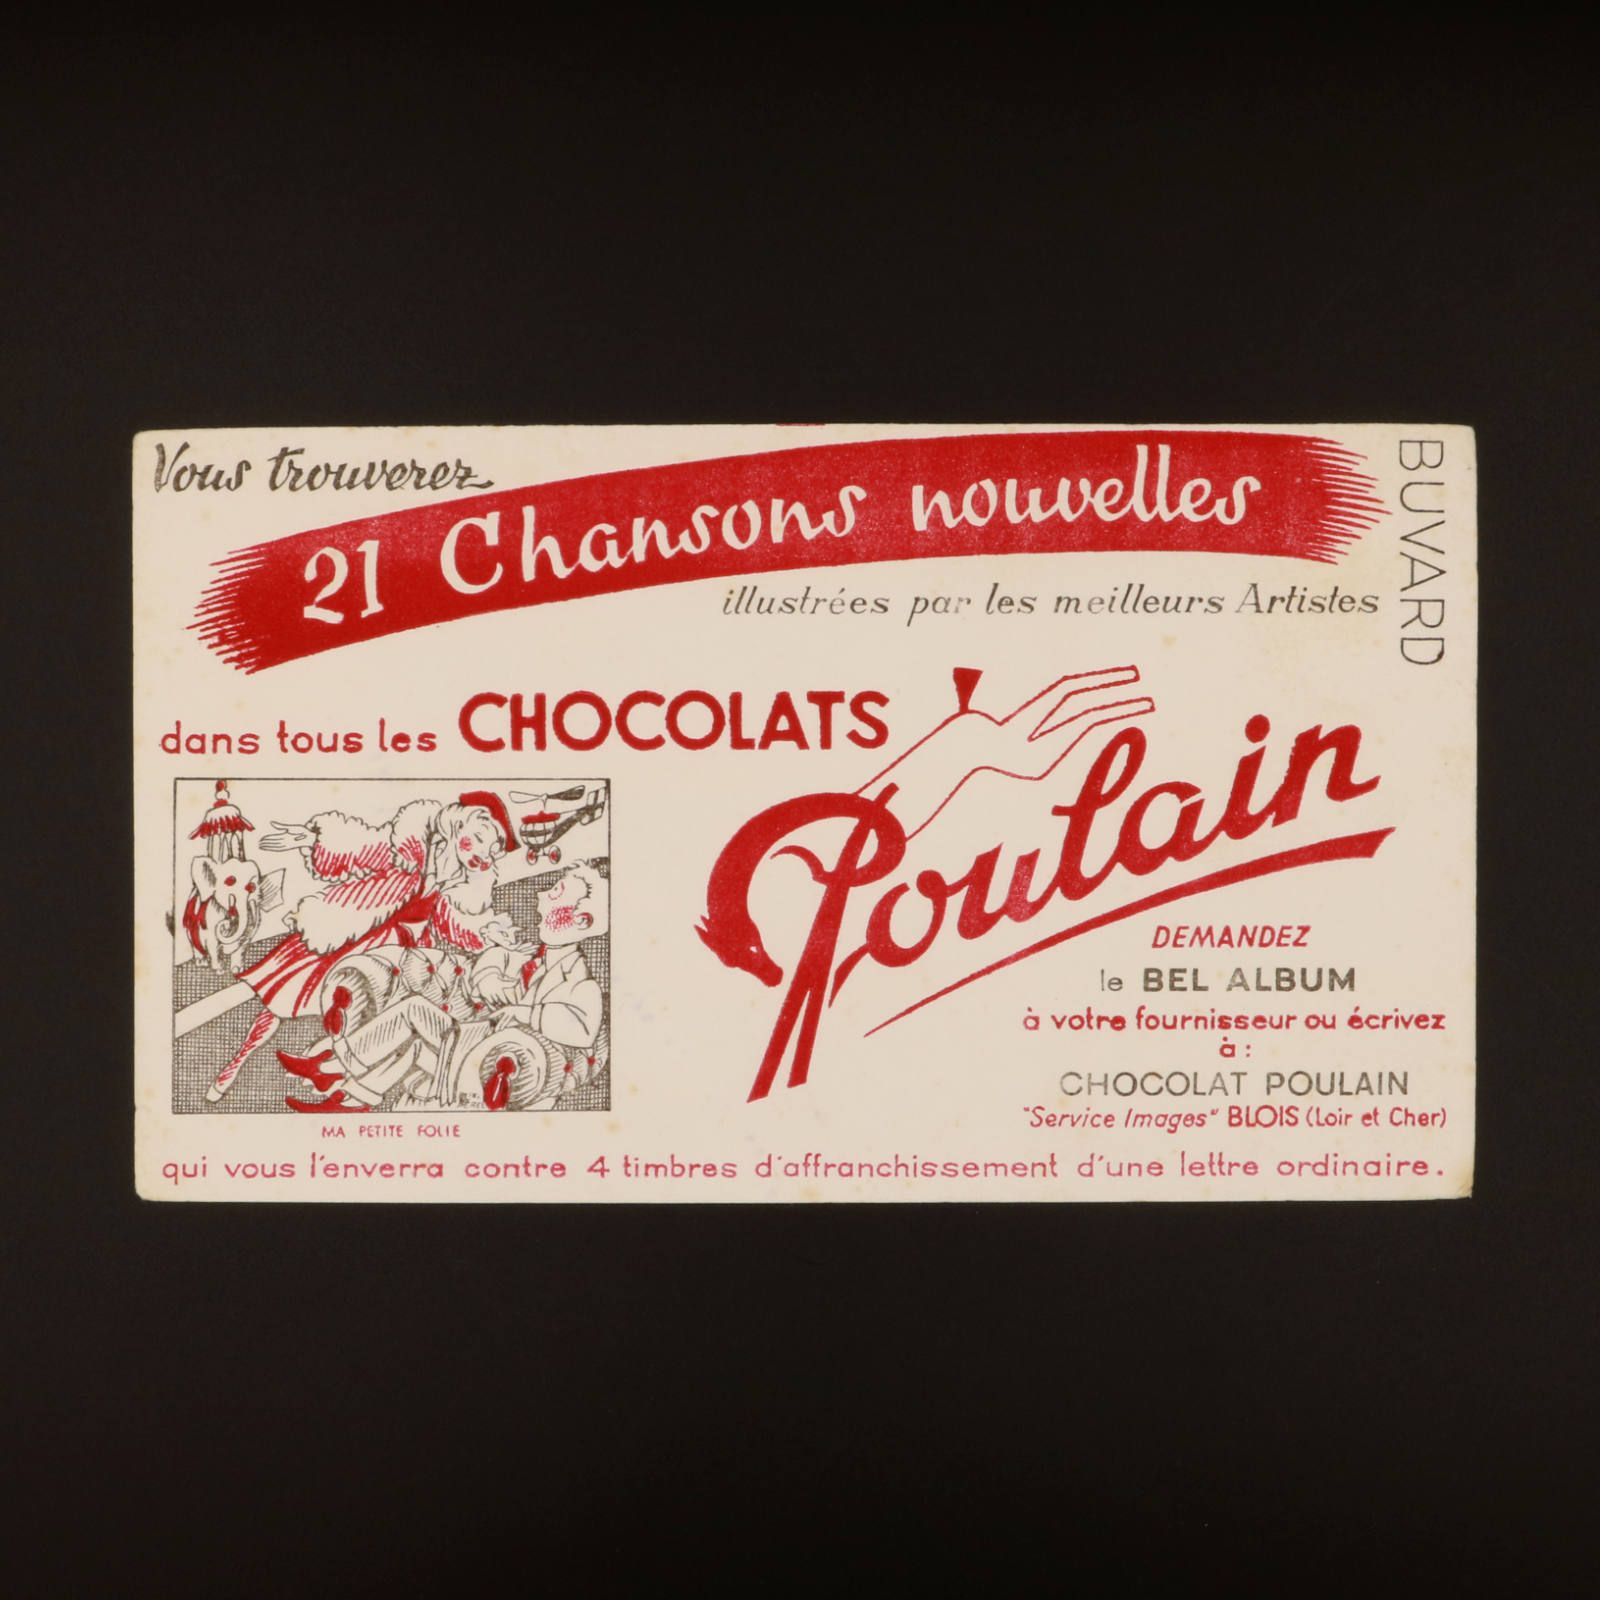 Vous trouverez
21 Chansons nouvelles
illustrées par les meilleurs Artistes
BUVARD
dans tous les CHOCOLATS
Poulain
DEMANDEZ
le BEL ALBUM
à votre fournisseur ou écrivez
à :
CHOCOLAT POULAIN
"Service Images" BLOIS (Loir et Cher)
MA PETITE FOLIE
qui vous l'enverra contre 4 timbres d'affranchissement d'une lettre ordinaire.